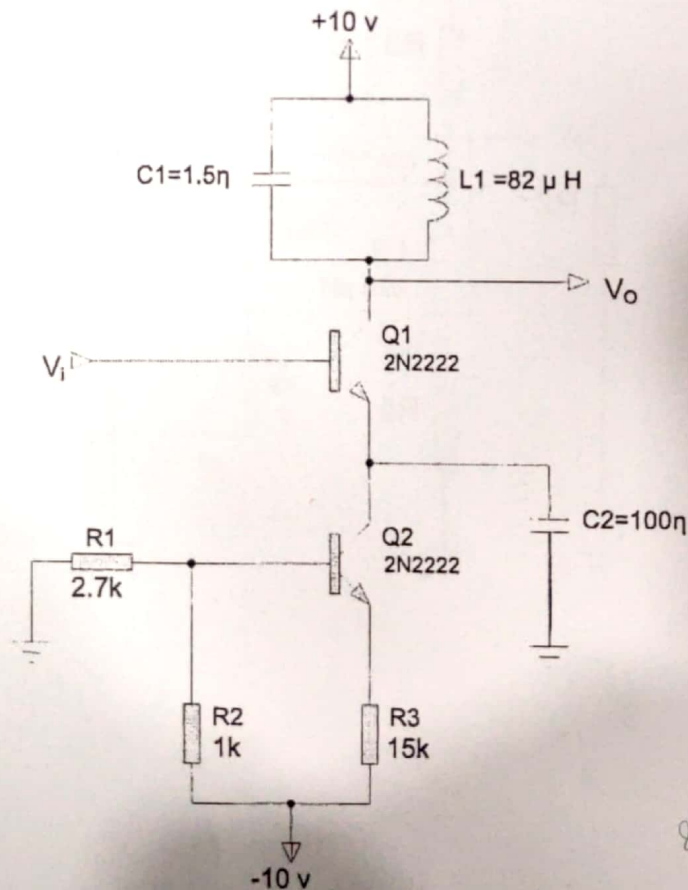 +10 v
C1=1.5η
L1 =82 μ H
Vo
Q1
2N2222
Vi
C2=100η
R1
2.7k
Q2
2N2222
R2
1k
R3
15k
-10 v